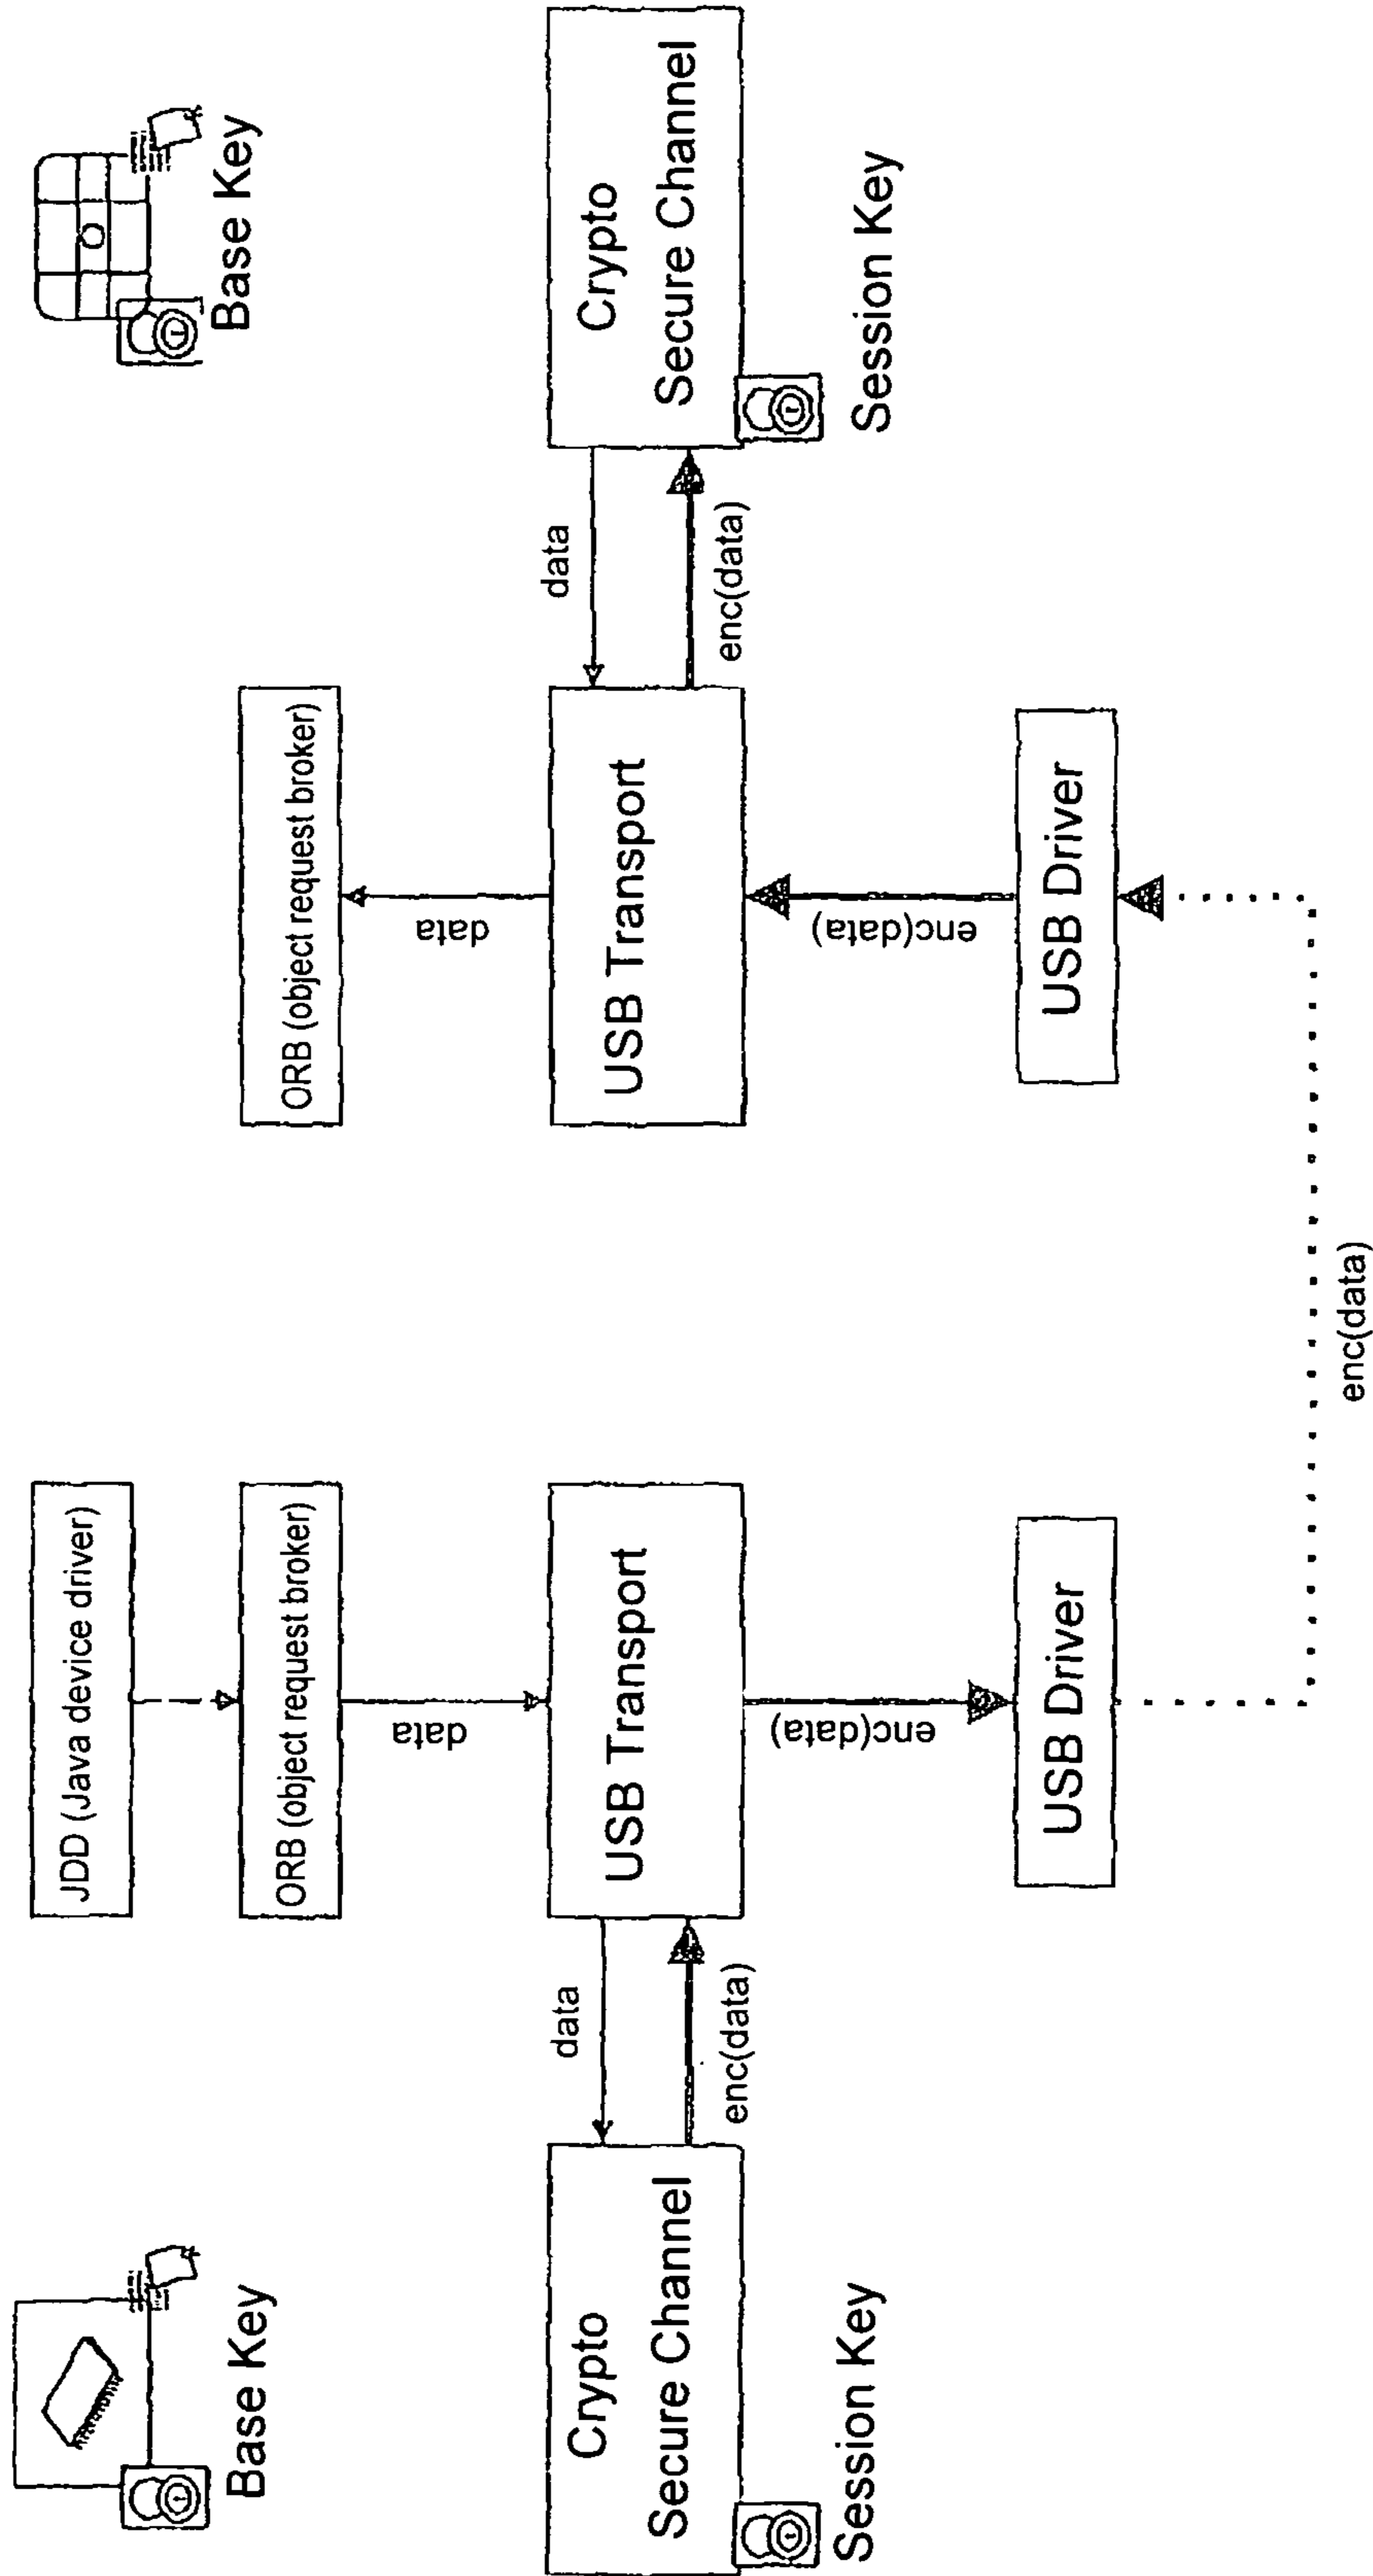 Base Key
JDD (Java device driver)
Base Key
ORB (object request broker)
ORB (object request broker)
data
data
Crypto
Secure Channel
data
enc(data)
USB Transport
USB Transport
data
enc(data)
Crypto
Secure Channel
Session Key
Session Key
enc(data)
enc(data)
USB Driver
USB Driver
enc(data)